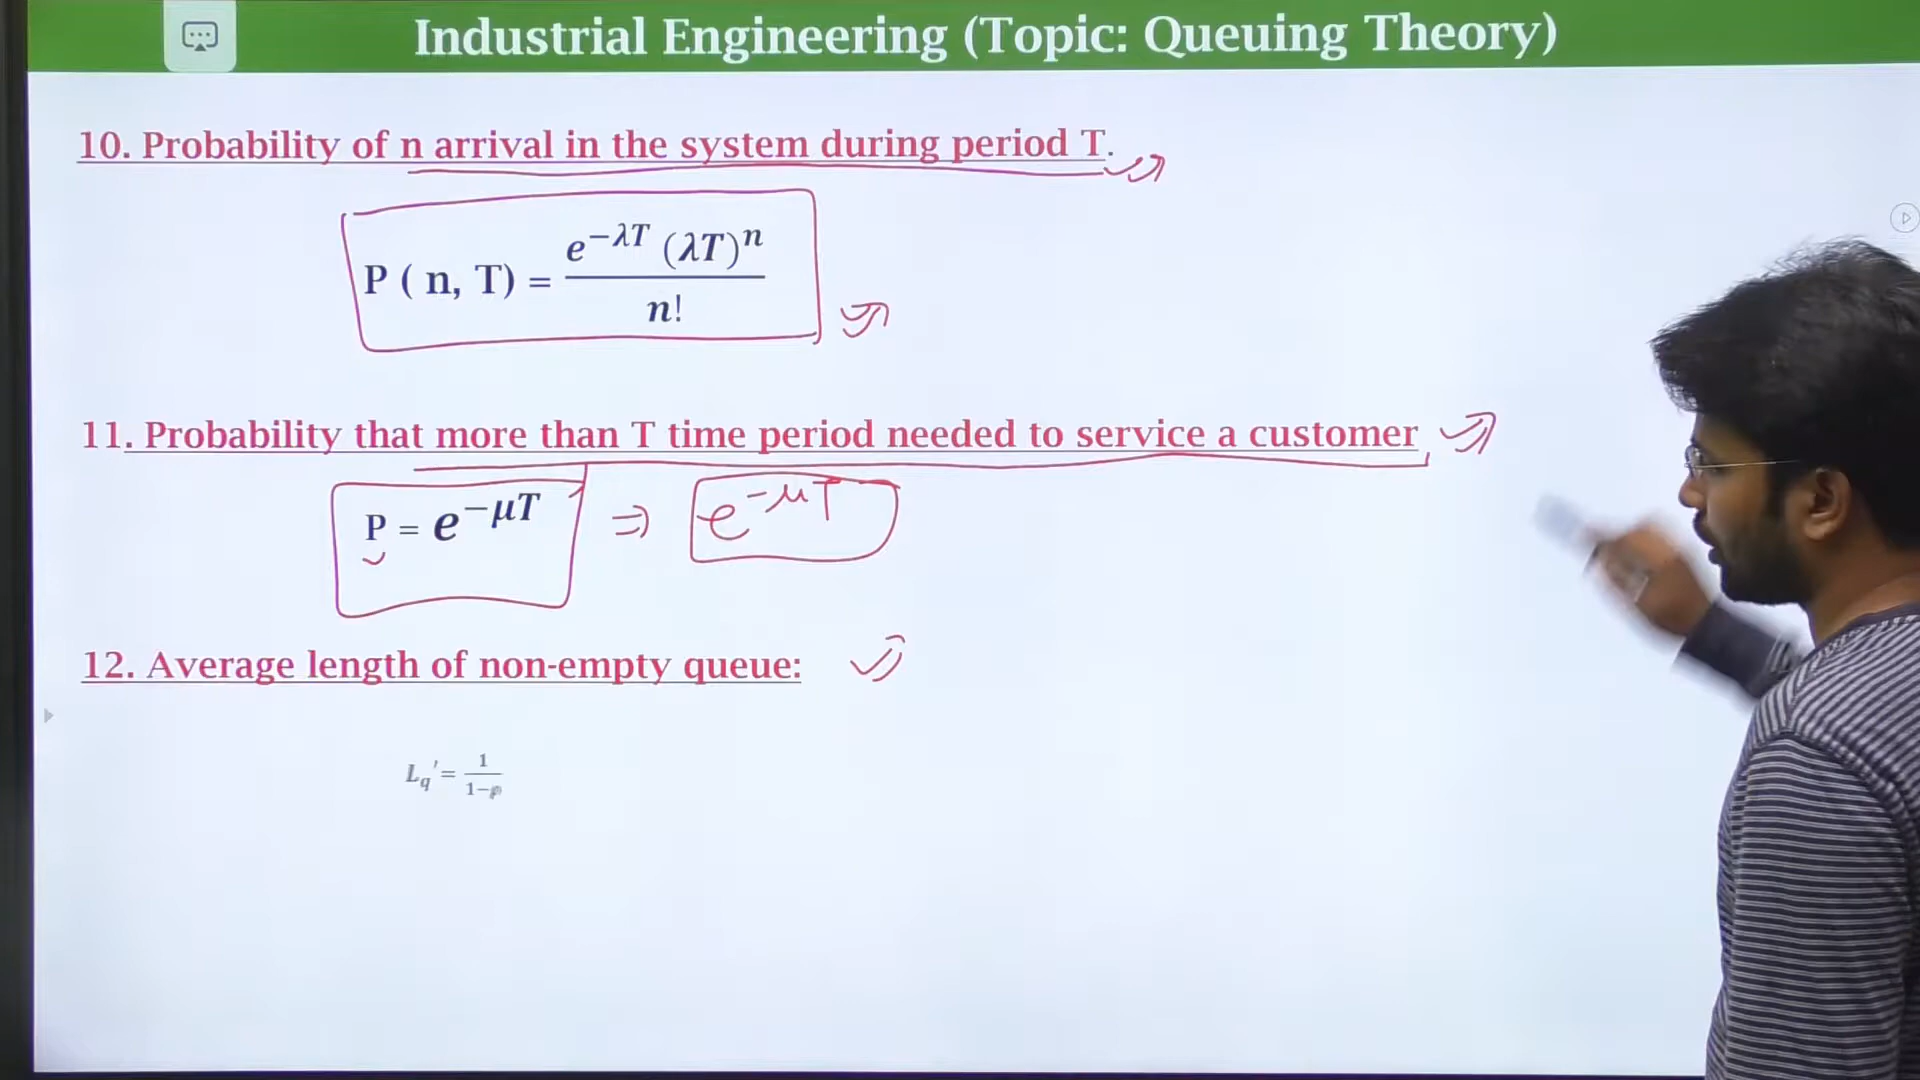 Industrial Engineering (Topic: Queuing Theory)
10. Probability of n arrival in the system during period T.
P ( n, T) = e^{−λT} (λT)^n / n!
11. Probability that more than T time period needed to service a customer
P = e^{−μT} ⇒ e^{−μT}
12. Average length of non-empty queue:
L_q' = 1 / 1−ρ